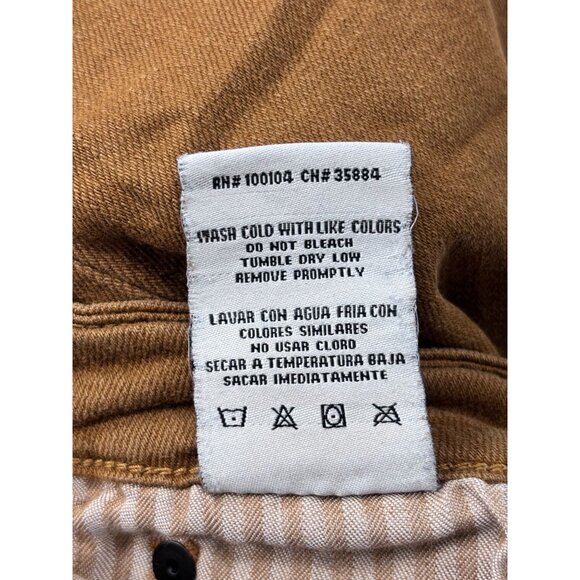 RN# 100104 CN# 35884
WASH COLD WITH LIKE COLORS
DO NOT BLEACH
TUMBLE DRY LOW
REMOVE PROMPTLY
LAVAR CON AGUA FRIA CON
COLORES SIMILARES
NO USAR CLORO
SECAR A TEMPERATURA BAJA
SACAR IMEDIATAMENTE